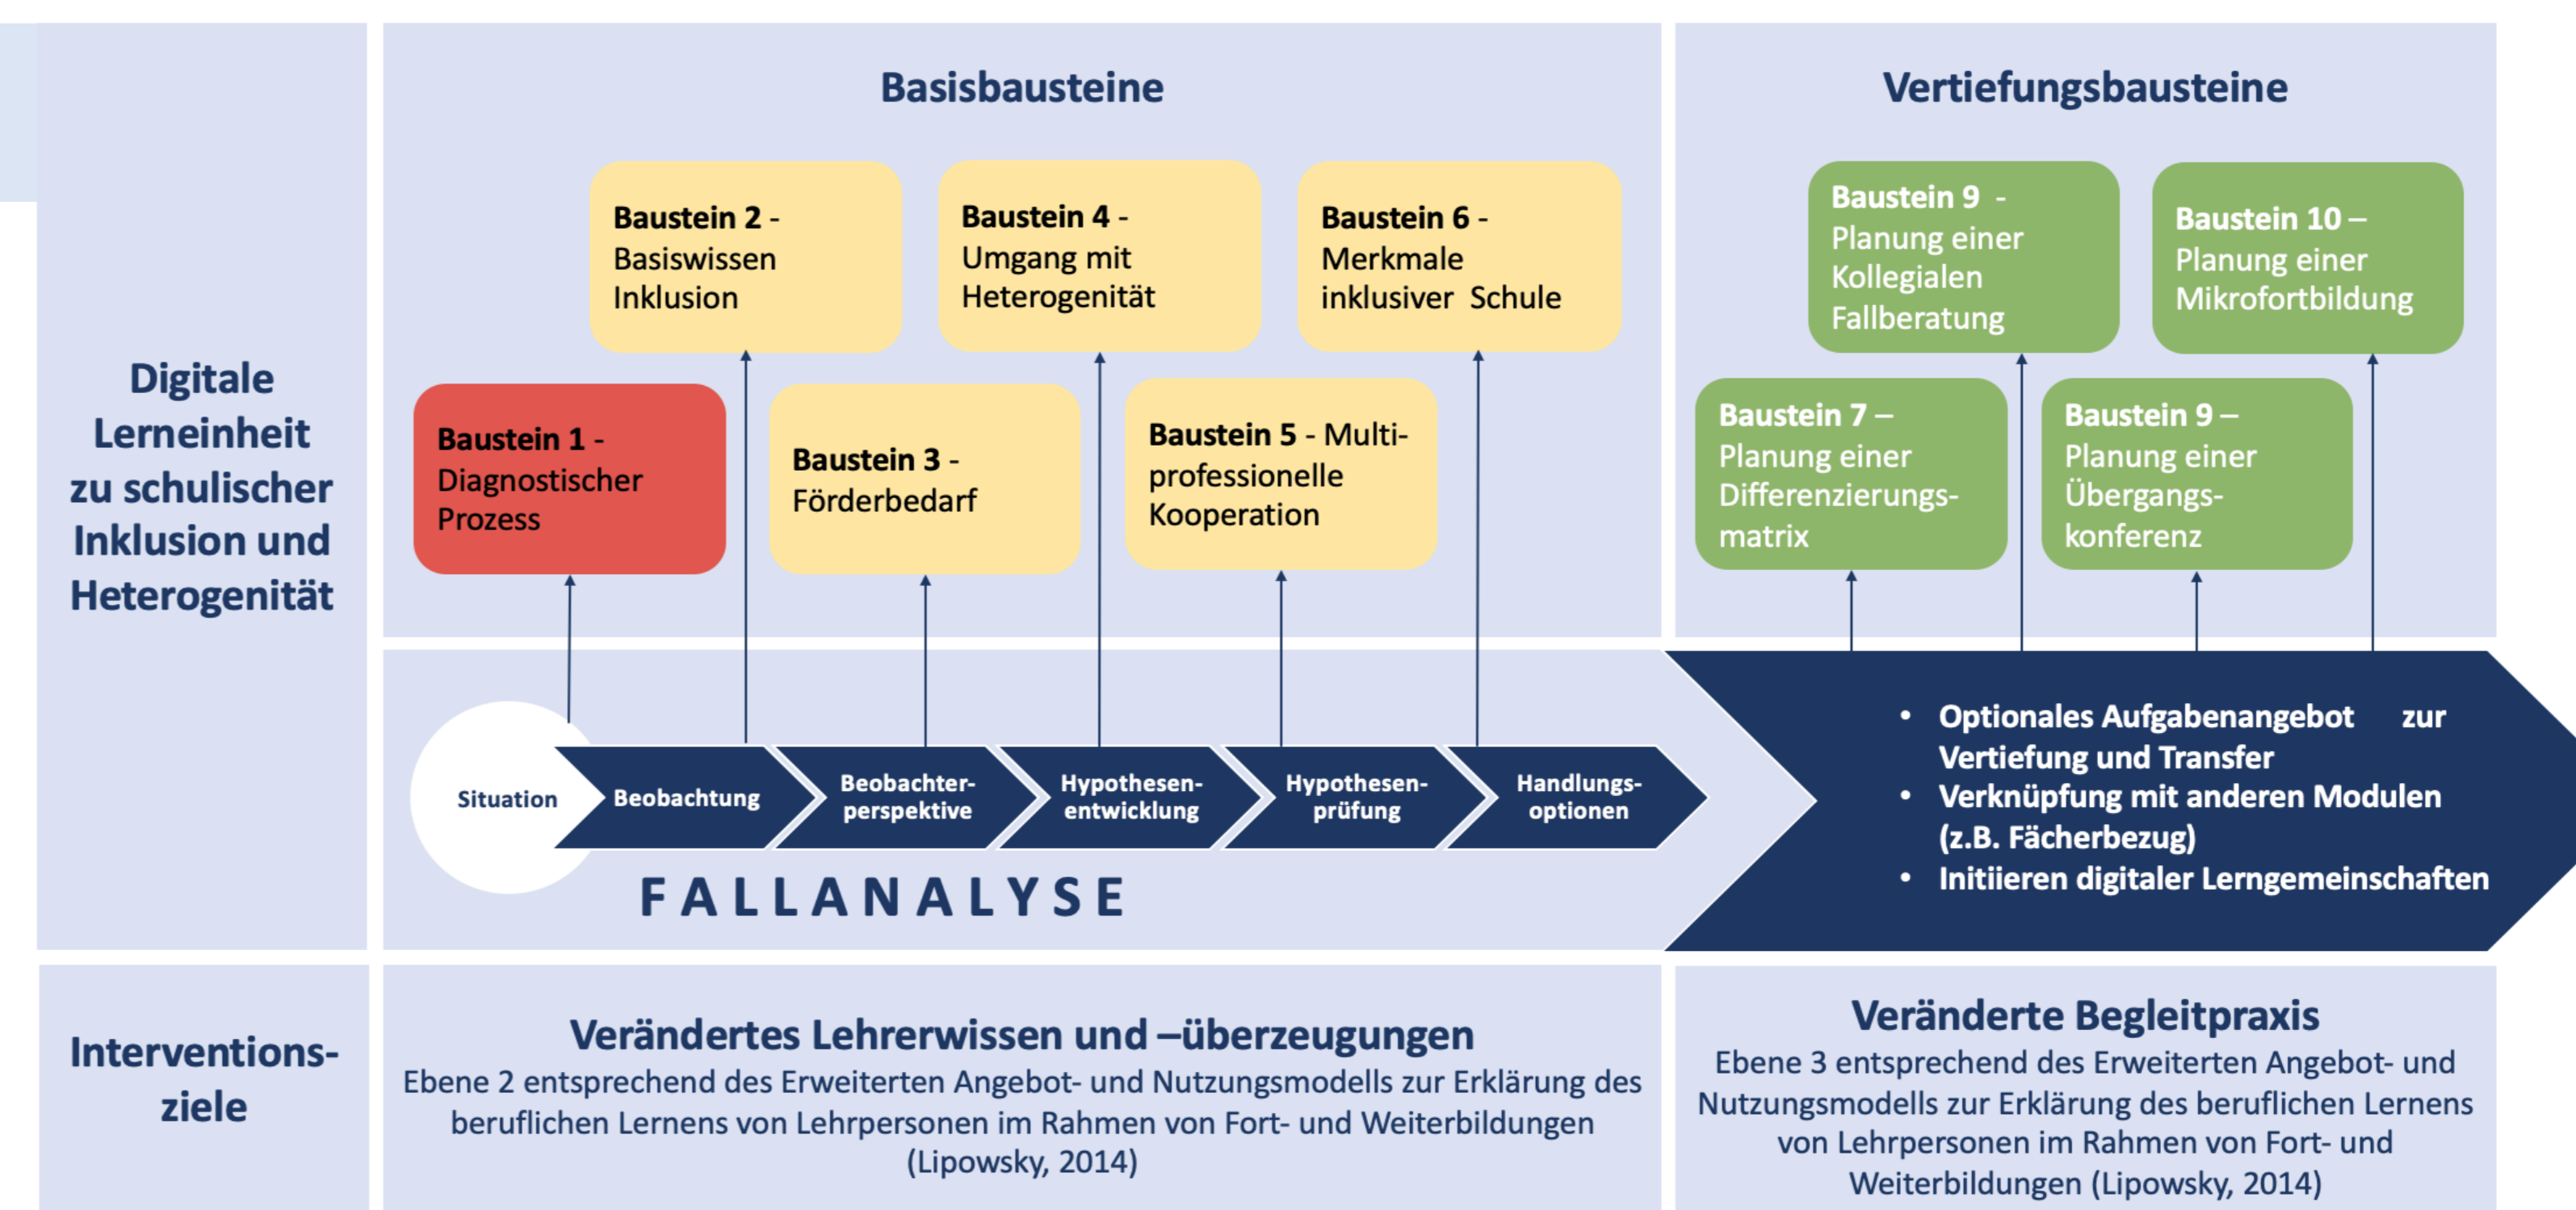 Digitale
Lerneinheit
zu schulischer
Inklusion und
Heterogenität
Basisbausteine
Baustein 2 -
Basiswissen
Inklusion
Baustein 4 -
Umgang mit
Heterogenität
Baustein 6 -
Merkmale
inklusiver Schule
Baustein 1 -
Diagnostischer
Prozess
Baustein 3 -
Förderbedarf
Baustein 5 - Multi-
professionelle
Kooperation
Vertiefungsbausteine
Baustein 9 -
Planung einer
Kollegialen
Fallberatung
Baustein 10 –
Planung einer
Mikrofortbildung
Baustein 7 –
Planung einer
Differenzierungs-
matrix
Baustein 9 –
Planung einer
Übergangs-
konferenz
Situation
Beobachtung
Beobachter-
perspektive
Hypothesen-
entwicklung
Hypothesen-
prüfung
Handlungs-
optionen
FALLANALYSE
• Optionales Aufgabenangebot zur
Vertiefung und Transfer
• Verknüpfung mit anderen Modulen
(z.B. Fächerbezug)
• Initiieren digitaler Lerngemeinschaften
Interventions-
ziele
Verändertes Lehrerwissen und –überzeugungen
Ebene 2 entsprechend des Erweiterten Angebot- und Nutzungsmodells zur Erklärung des
beruflichen Lernens von Lehrpersonen im Rahmen von Fort- und Weiterbildungen
(Lipowsky, 2014)
Veränderte Begleitpraxis
Ebene 3 entsprechend des Erweiterten Angebot- und
Nutzungsmodells zur Erklärung des beruflichen Lernens
von Lehrpersonen im Rahmen von Fort- und
Weiterbildungen (Lipowsky, 2014)